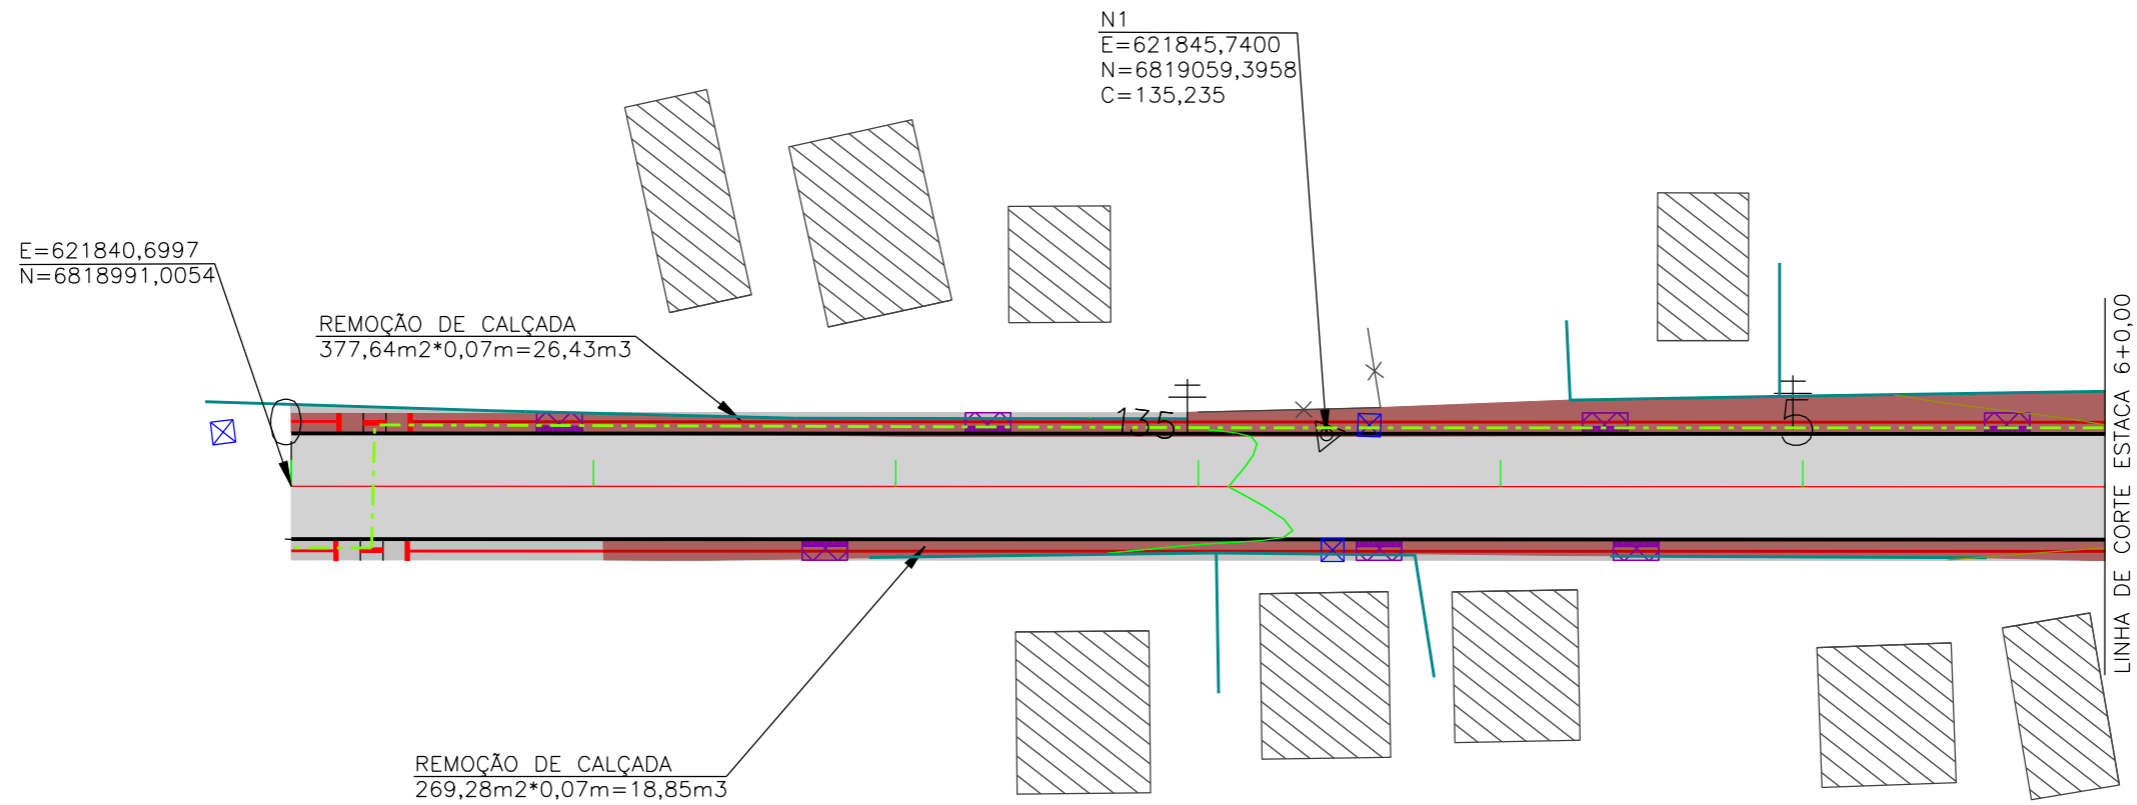 N1
E=621845,7400
N=6819059,3958
C=135,235
E=621840,6997
N=6818991,0054
REMOÇÃO DE CALÇADA
377,64m2*0,07m=26,43m3
0
135
5
LINHA DE CORTE ESTACA 6+0,00
REMOÇÃO DE CALÇADA
269,28m2*0,07m=18,85m3